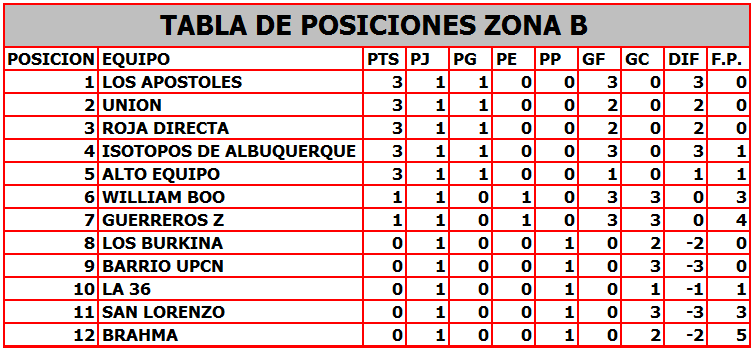 TABLA DE POSICIONES ZONA B
POSICION EQUIPO PTS PJ PG PE PP GF GC DIF F.P.
1 LOS APOSTOLES 3 1 1 0 0 3 0 3 0
2 UNION 3 1 1 0 0 2 0 2 0
3 ROJA DIRECTA 3 1 1 0 0 2 0 2 0
4 ISOTOPOS DE ALBUQUERQUE 3 1 1 0 0 3 0 3 1
5 ALTO EQUIPO 3 1 1 0 0 1 0 1 1
6 WILLIAM BOO 1 1 0 1 0 3 3 0 3
7 GUERREROS Z 1 1 0 1 0 3 3 0 4
8 LOS BURKINA 0 1 0 0 1 0 2 -2 0
9 BARRIO UPCN 0 1 0 0 1 0 3 -3 0
10 LA 36 0 1 0 0 1 0 1 -1 1
11 SAN LORENZO 0 1 0 0 1 0 3 -3 3
12 BRAHMA 0 1 0 0 1 0 2 -2 5